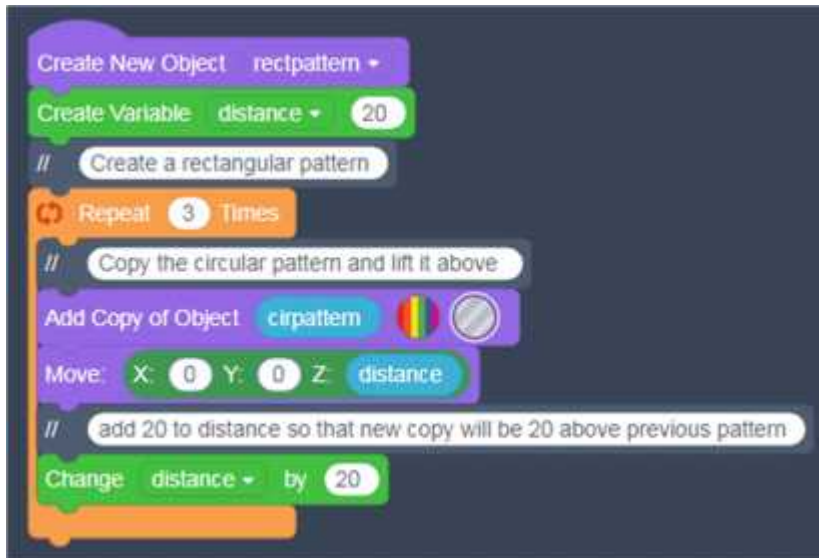 Create New Object rectpattern
Create Variable distance 20
// Create a rectangular pattern
Repeat 3 Times
// Copy the circular pattern and lift it above
Add Copy of Object cirpattern
Move: X: 0 Y: 0 Z: distance
// add 20 to distance so that new copy will be 20 above previous pattern
Change distance by 20